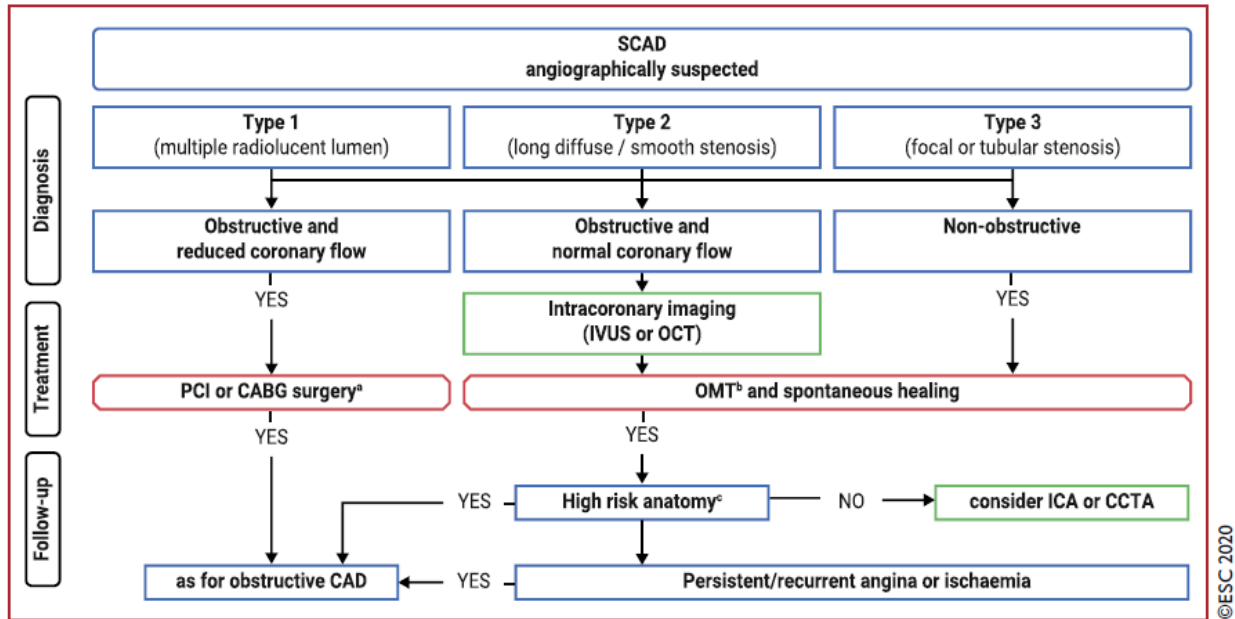 SCAD
angiographically suspected
Diagnosis
Type 1
(multiple radiolucent lumen)
Type 2
(long diffuse / smooth stenosis)
Type 3
(focal or tubular stenosis)
Obstructive and
reduced coronary flow
Obstructive and
normal coronary flow
Non-obstructive
YES
YES
Treatment
Intracoronary imaging
(IVUS or OCT)
PCI or CABG surgeryᵃ
OMTᵇ and spontaneous healing
YES
YES
Follow-up
YES
High risk anatomyᶜ
NO
consider ICA or CCTA
as for obstructive CAD
YES
Persistent/recurrent angina or ischaemia
©ESC 2020